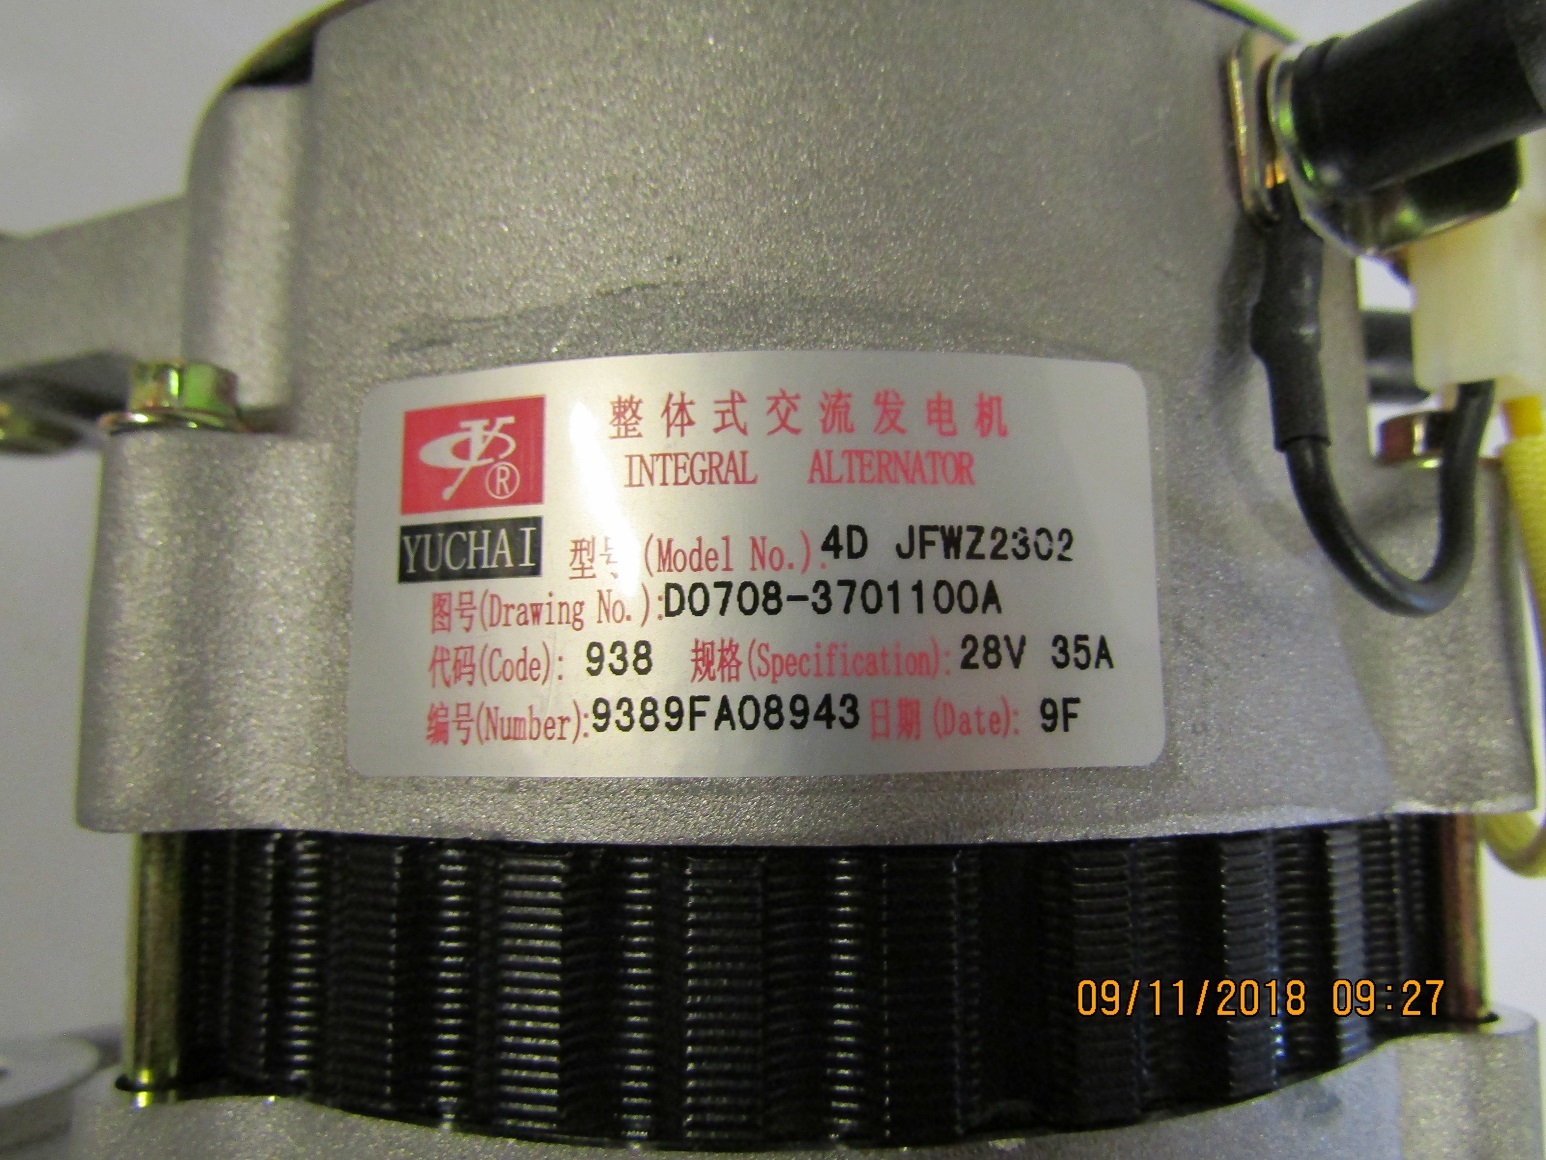 整体式交流发电机
INTEGRAL ALTERNATOR
®
YUCHAI
型号(Model No.):4D JFWZ2302
图号(Drawing No.):D0708-3701100A
代码(Code): 938 规格(Specification):28V 35A
编号(Number):9389FA08943 日期(Date): 9F
09/11/2018 09:27